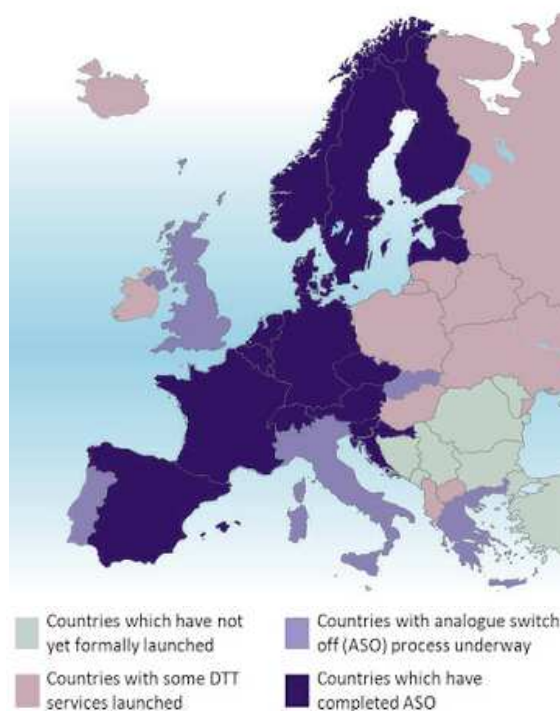 Countries which have not
yet formally launched
Countries with analogue switch
off (ASO) process underway
Countries with some DTT
services launched
Countries which have
completed ASO